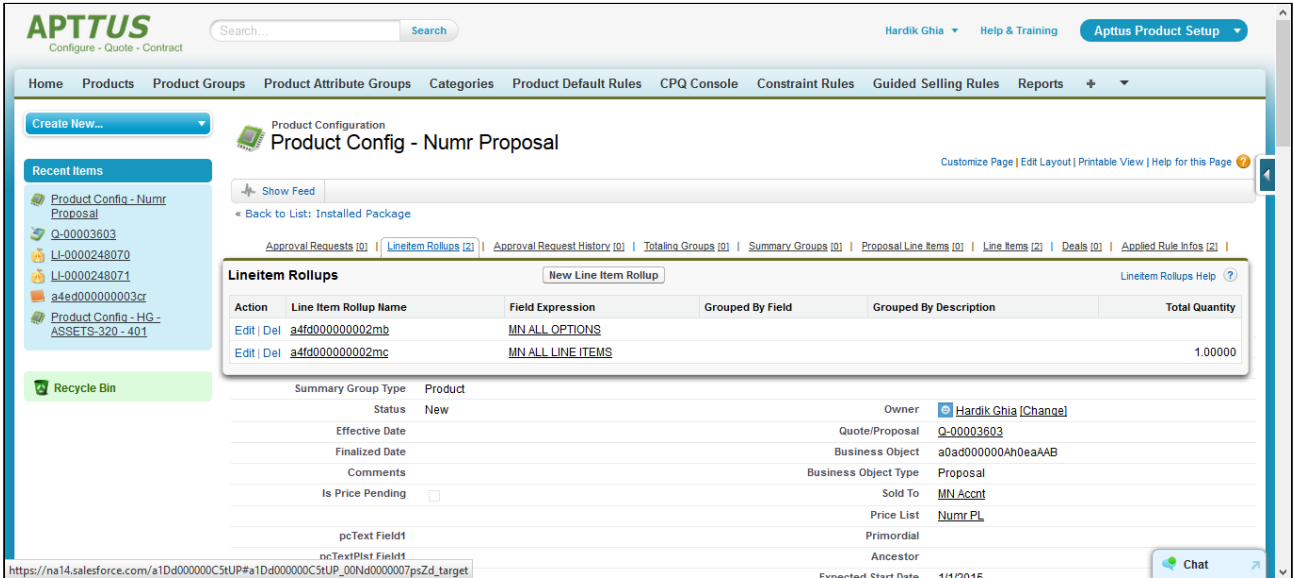 APTTUS
Configure - Quote - Contract
Search...
Search
Hardik Ghia
Help & Training
Apttus Product Setup
Home Products Product Groups Product Attribute Groups Categories Product Default Rules CPQ Console Constraint Rules Guided Selling Rules Reports +
Create New...
Recent Items
Product Config - Numr
Proposal
Q-00003603
LI-0000248070
LI-0000248071
a4ed000000003cr
Product Config - HG -
ASSETS-320 - 401
Recycle Bin
Product Configuration
Product Config - Numr Proposal
Customize Page | Edit Layout | Printable View | Help for this Page ?
Show Feed
« Back to List: Installed Package
Approval Requests [0] | Lineitem Rollups [2] | Approval Request History [0] | Totaling Groups [0] | Summary Groups [0] | Proposal Line Items [0] | Line Items [2] | Deals [0] | Applied Rule Infos [2] |
Lineitem Rollups
New Line Item Rollup
Lineitem Rollups Help ?
Action Line Item Rollup Name Field Expression Grouped By Field Grouped By Description Total Quantity
Edit | Del a4fd000000002mb MN ALL OPTIONS
Edit | Del a4fd000000002mc MN ALL LINE ITEMS 1.00000
Summary Group Type Product
Status New Owner Hardik Ghia [Change]
Effective Date Quote/Proposal Q-00003603
Finalized Date Business Object a0ad000000Ah0eaAAB
Comments Business Object Type Proposal
Is Price Pending Sold To MN Accnt
Price List Numr PL
pcText Field1 Primordial
pcTextPlst Field1 Ancestor
Expected Start Date 1/1/2015
https://na14.salesforce.com/a1Dd000000C5tUP#a1Dd000000C5tUP_00Nd0000007psZd_target
Chat